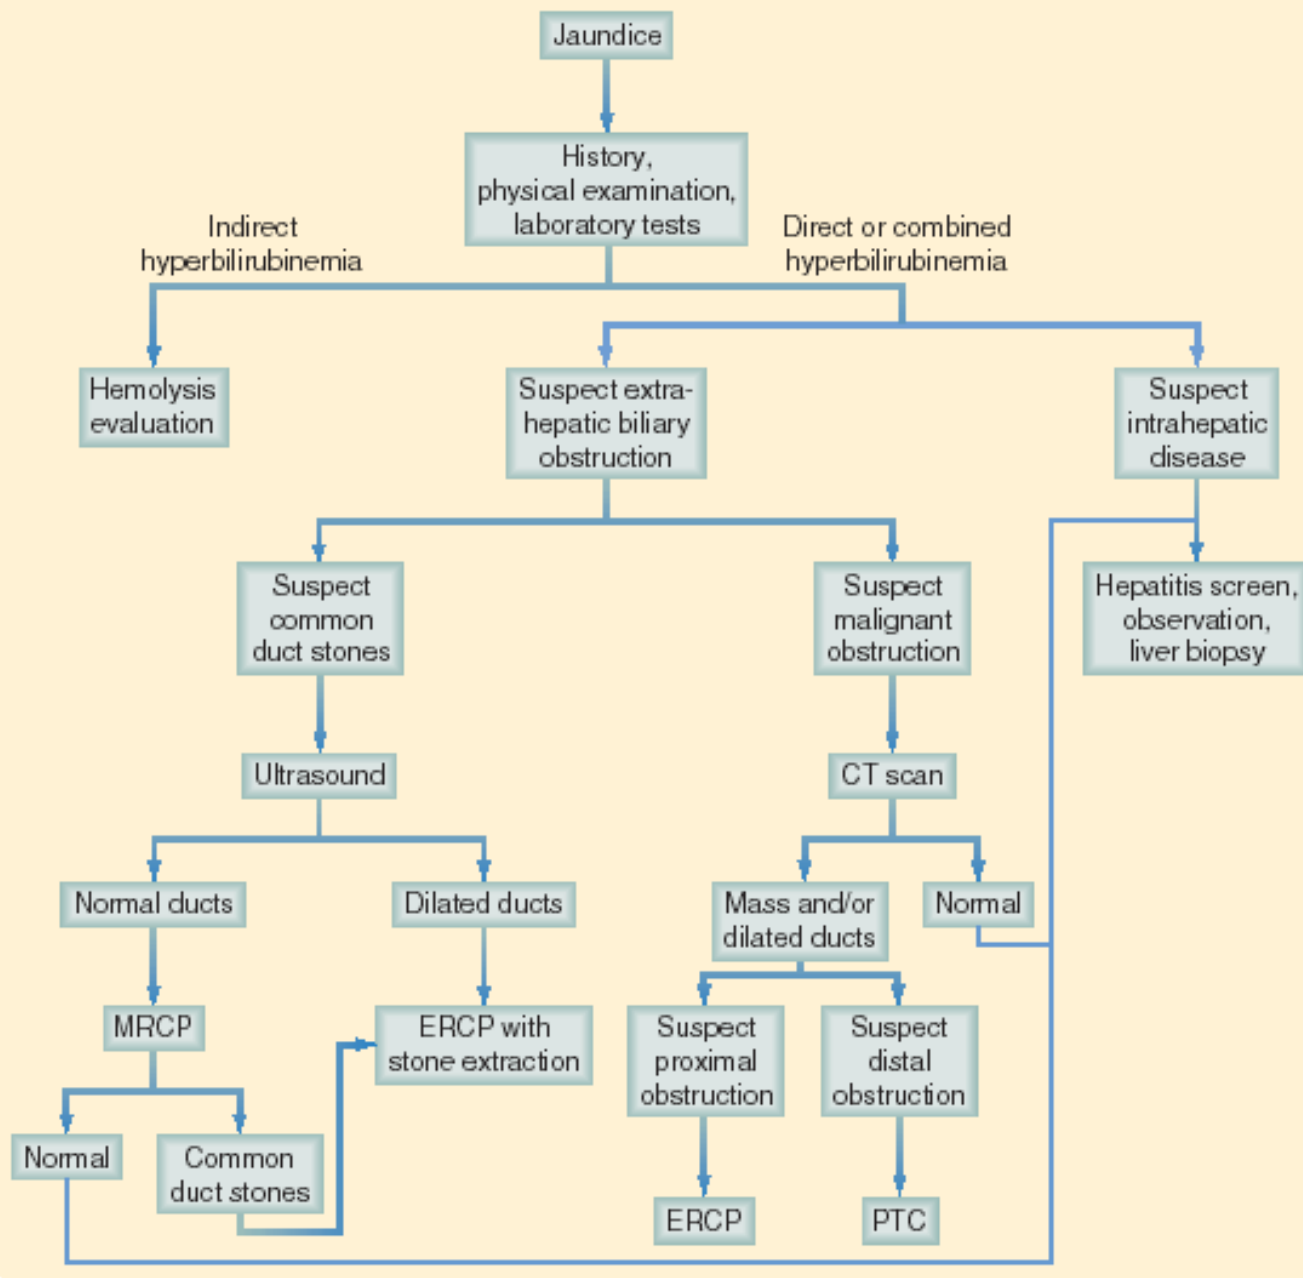 Jaundice
History,
physical examination,
laboratory tests
Indirect
hyperbilirubinemia
Direct or combined
hyperbilirubinemia
Hemolysis
evaluation
Suspect extra-
hepatic biliary
obstruction
Suspect
intrahepatic
disease
Suspect
common
duct stones
Suspect
malignant
obstruction
Hepatitis screen,
observation,
liver biopsy
Ultrasound
CT scan
Normal ducts
Dilated ducts
Mass and/or
dilated ducts
Normal
MRCP
ERCP with
stone extraction
Suspect
proximal
obstruction
Suspect
distal
obstruction
Normal
Common
duct stones
ERCP
PTC